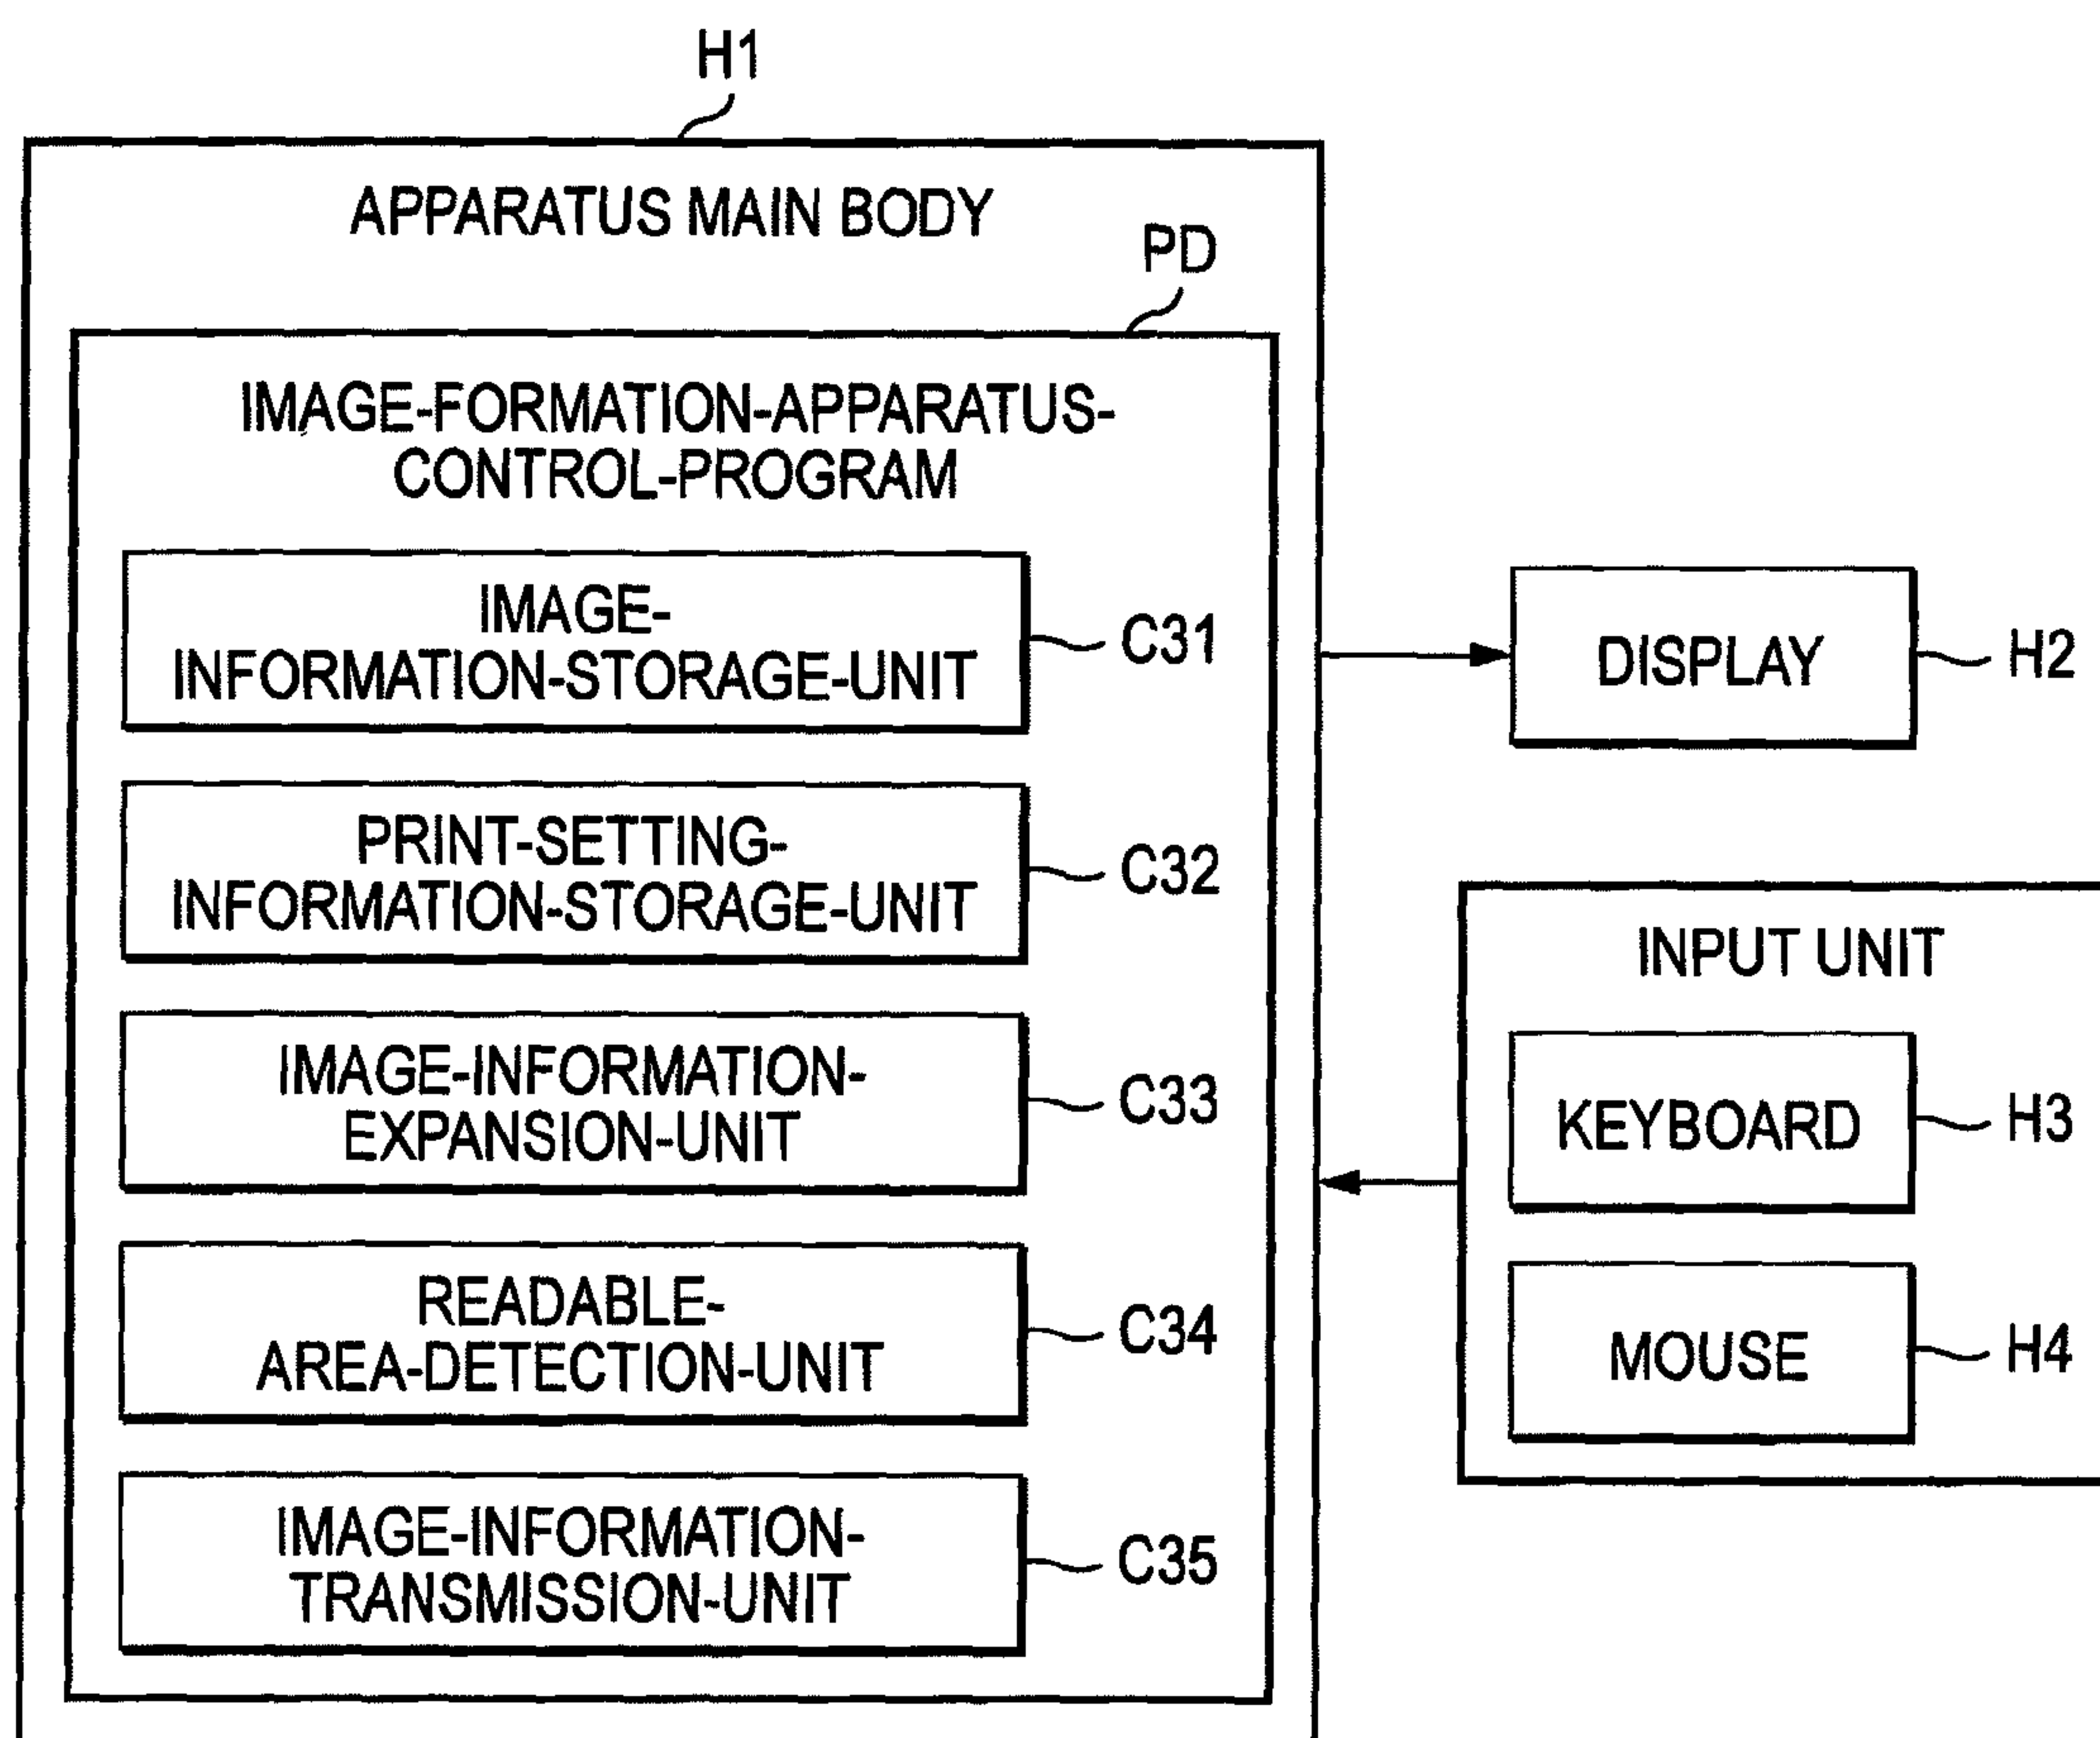 H1
APPARATUS MAIN BODY
PD
IMAGE-FORMATION-APPARATUS-
CONTROL-PROGRAM
IMAGE-
INFORMATION-STORAGE-UNIT
C31
PRINT-SETTING-
INFORMATION-STORAGE-UNIT
C32
IMAGE-INFORMATION-
EXPANSION-UNIT
C33
READABLE-
AREA-DETECTION-UNIT
C34
IMAGE-INFORMATION-
TRANSMISSION-UNIT
C35
DISPLAY
H2
INPUT UNIT
KEYBOARD
H3
MOUSE
H4